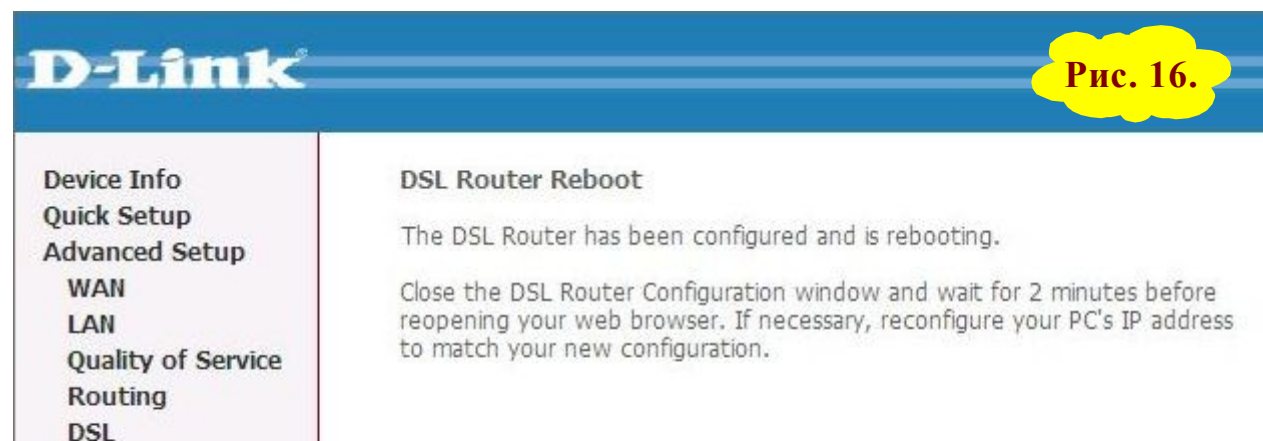 D-Link®
Рис. 16.
Device Info
Quick Setup
Advanced Setup
WAN
LAN
Quality of Service
Routing
DSL
DSL Router Reboot
The DSL Router has been configured and is rebooting.
Close the DSL Router Configuration window and wait for 2 minutes before
reopening your web browser. If necessary, reconfigure your PC's IP address
to match your new configuration.